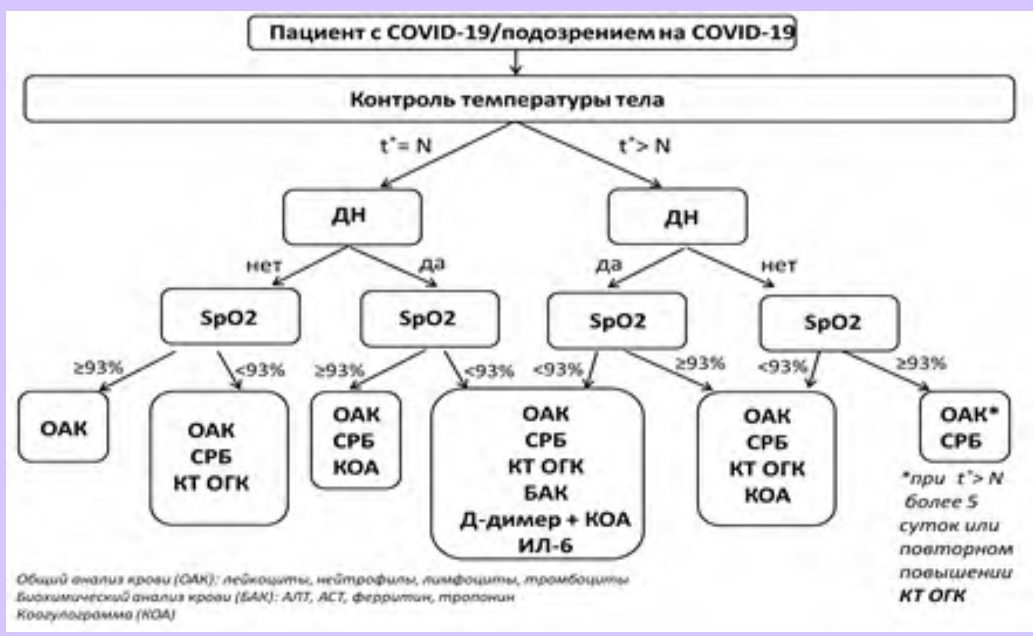 Пациент с COVID-19/подозрением на COVID-19
Контроль температуры тела
t°= N
t°> N
ДН
ДН
нет
да
да
нет
SpO2
SpO2
SpO2
SpO2
≥93%
<93%
≥93%
<93%
<93%
≥93%
<93%
≥93%
ОАК
ОАК
СРБ
КТ ОГК
ОАК
СРБ
КОА
ОАК
СРБ
КТ ОГК
БАК
Д-димер + КОА
ИЛ-6
ОАК
СРБ
КТ ОГК
КОА
ОАК*
СРБ
*при t°> N
более 5
суток или
повторном
повышении
КТ ОГК
Общий анализ крови (ОАК): лейкоциты, нейтрофилы, лимфоциты, тромбоциты
Биохимический анализ крови (БАК): АЛТ, АСТ, ферритин, тропонин
Коагулограмма (КОА)